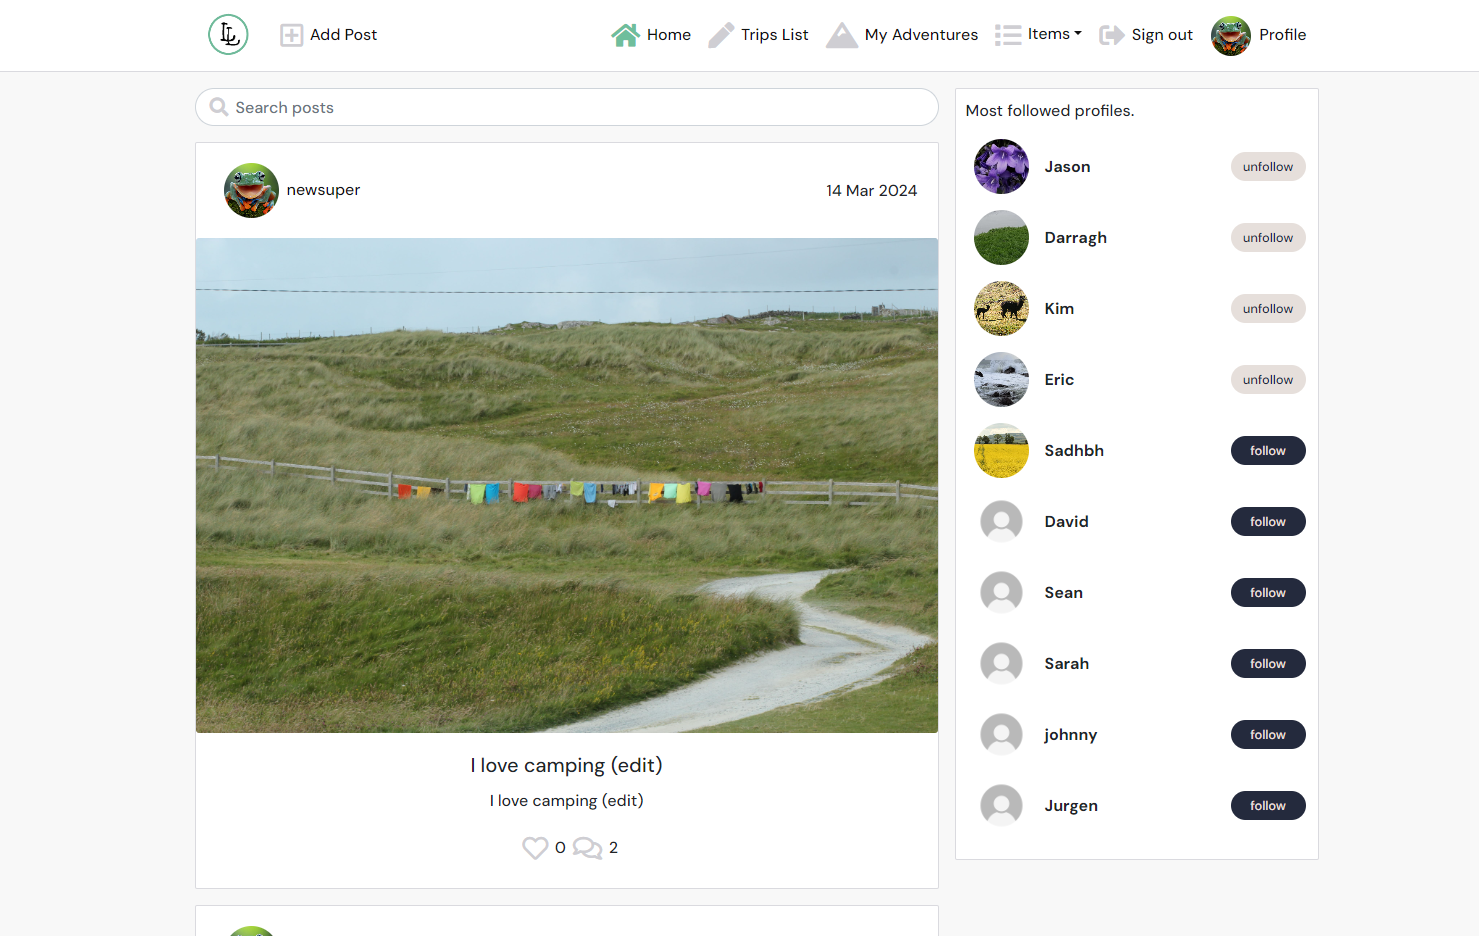 LL
Add Post
Home
Trips List
My Adventures
Items
Sign out
Profile
Search posts
newsuper
14 Mar 2024
I love camping (edit)
I love camping (edit)
0
2
Most followed profiles.
Jason
unfollow
Darragh
unfollow
Kim
unfollow
Eric
unfollow
Sadhbh
follow
David
follow
Sean
follow
Sarah
follow
johnny
follow
Jurgen
follow